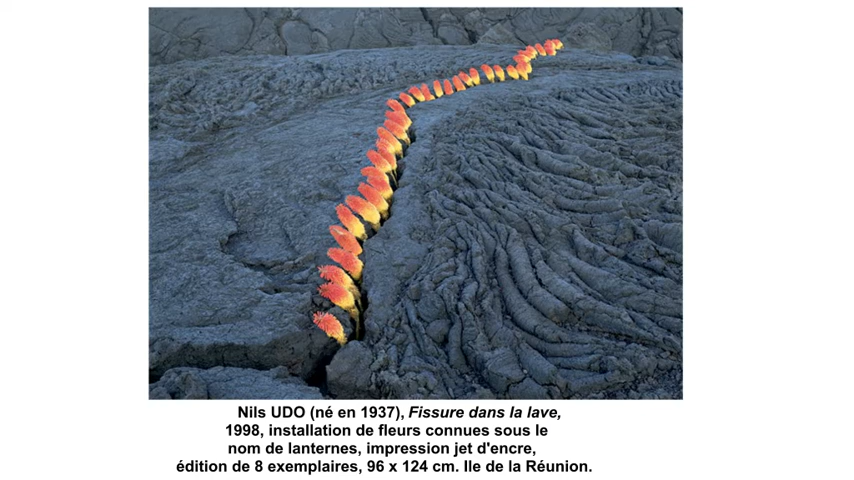 Nils UDO (né en 1937), Fissure dans la lave,
1998, installation de fleurs connues sous le
nom de lanternes, impression jet d'encre,
édition de 8 exemplaires, 96 x 124 cm. Ile de la Réunion.